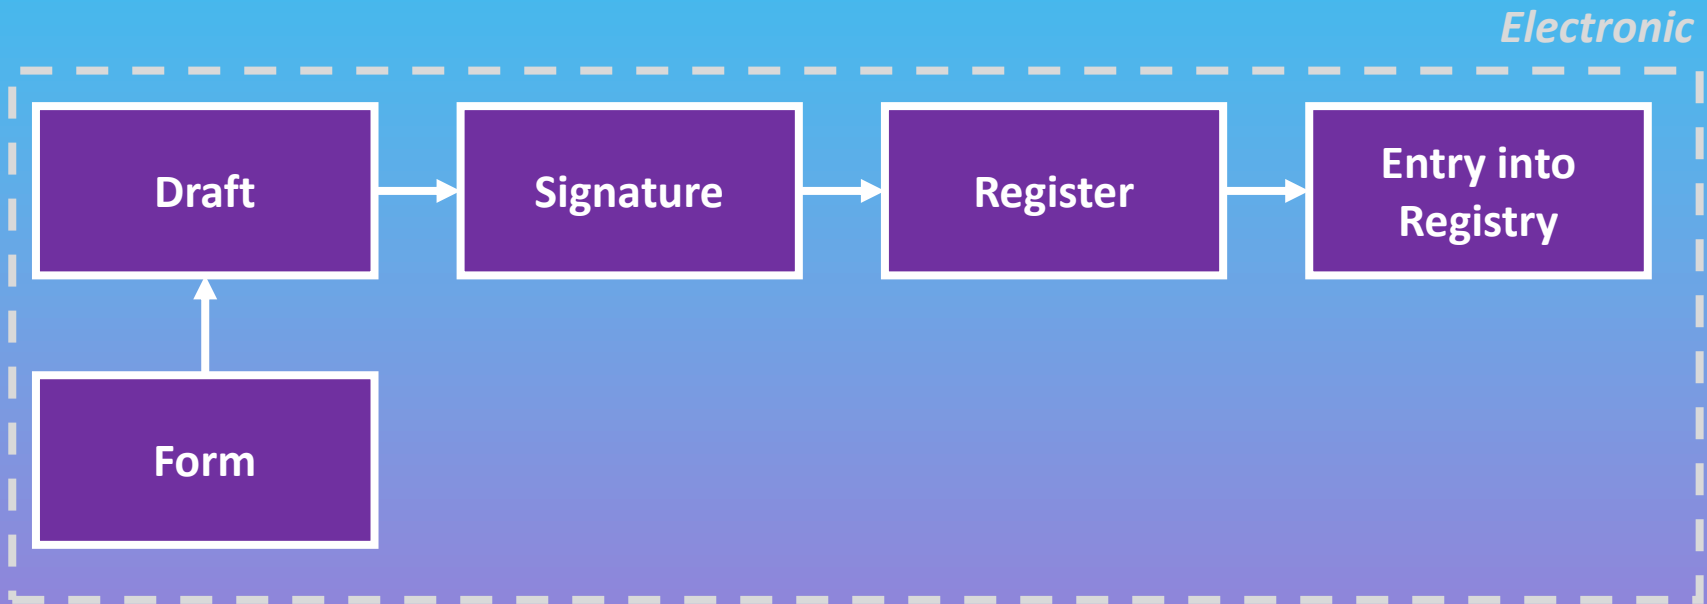 Electronic
Draft
Signature
Register
Entry into
Registry
Form